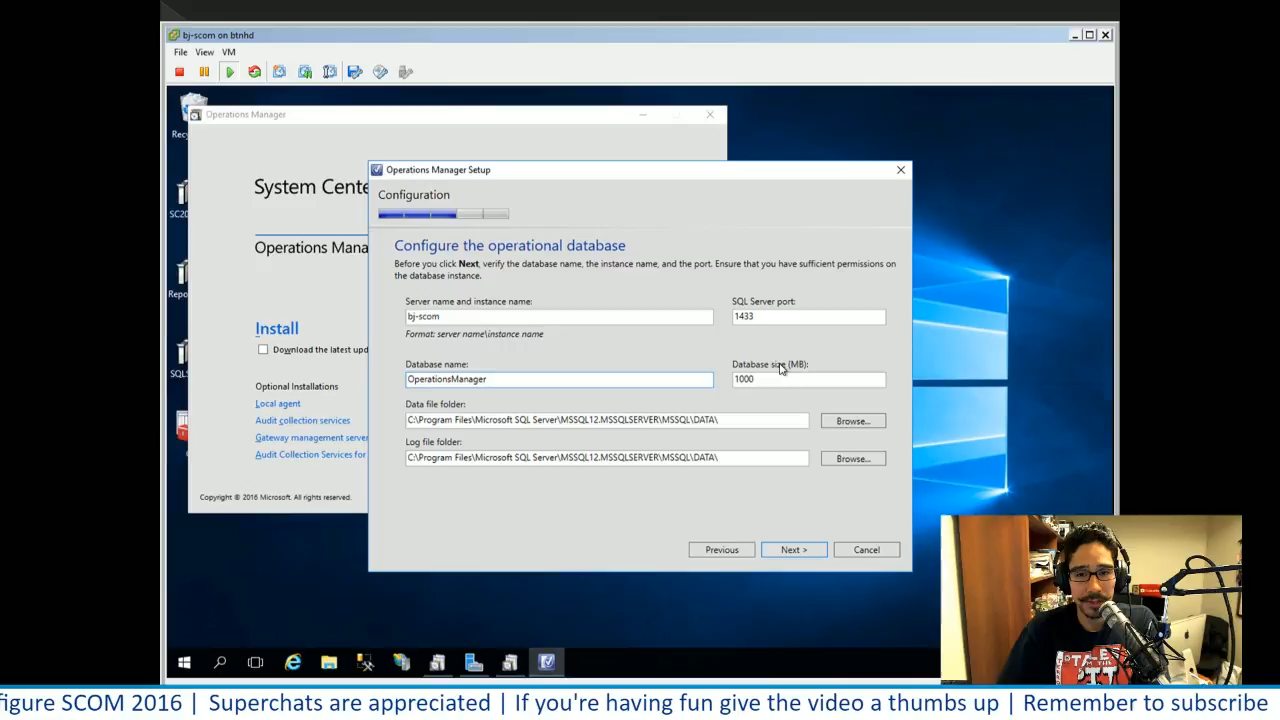 bj-scom on btnhd
File View VM
Operations Manager
Recy
System Cente
SC20
Operations Mana
Repo
Install
Download the latest upd
SQLS
Optional Installations
Local agent
Audit collection services
Gateway management server
Audit Collection Services for
Copyright © 2016 Microsoft. All rights reserved.
Operations Manager Setup
Configuration
Configure the operational database
Before you click Next, verify the database name, the instance name, and the port. Ensure that you have sufficient permissions on
the database instance.
Server name and instance name:
SQL Server port:
bj-scom
1433
Format: server name\instance name
Database name:
Database size (MB):
OperationsManager
1000
Data file folder:
C:\Program Files\Microsoft SQL Server\MSSQL12.MSSQLSERVER\MSSQL\DATA\
Browse...
Log file folder:
C:\Program Files\Microsoft SQL Server\MSSQL12.MSSQLSERVER\MSSQL\DATA\
Browse...
Previous
Next >
Cancel
figure SCOM 2016 | Superchats are appreciated | If you're having fun give the video a thumbs up | Remember to subscribe